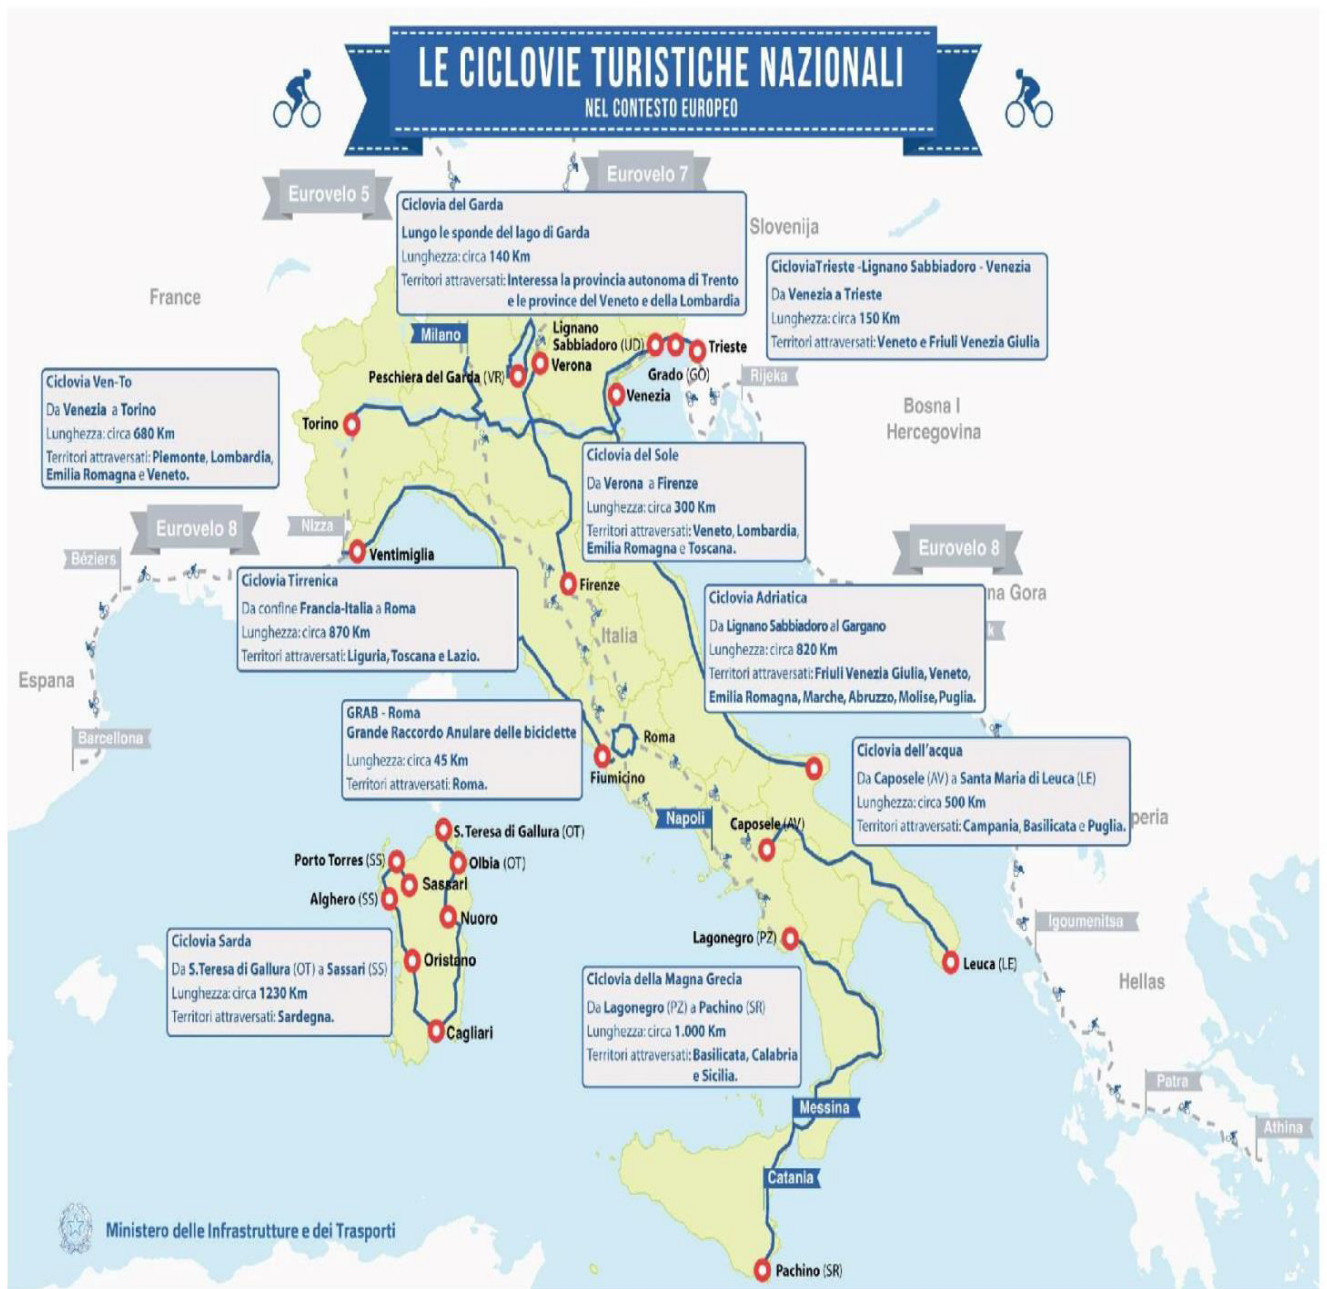 LE CICLOVIE TURISTICHE NAZIONALI
NEL CONTESTO EUROPEO
Eurovelo 5
Eurovelo 7
Ciclovia del Garda
Lungo le sponde del lago di Garda
Lunghezza: circa 140 Km
Territori attraversati: Interessa la provincia autonoma di Trento
e le province del Veneto e della Lombardia
Slovenija
CicloviaTrieste -Lignano Sabbiadoro - Venezia
Da Venezia a Trieste
Lunghezza: circa 150 Km
Territori attraversati: Veneto e Friuli Venezia Giulia
France
Milano
Lignano
Sabbiadoro (UD)
Trieste
Verona
Grado (GO)
Peschiera del Garda (VR)
Rijeka
Venezia
Ciclovia Ven-To
Da Venezia a Torino
Lunghezza: circa 680 Km
Territori attraversati: Piemonte, Lombardia,
Emilia Romagna e Veneto.
Bosna I
Hercegovina
Torino
Ciclovia del Sole
Da Verona a Firenze
Lunghezza: circa 300 Km
Territori attraversati: Veneto, Lombardia,
Emilia Romagna e Toscana.
Nizza
Eurovelo 8
Eurovelo 8
Béziers
Ventimiglia
Ciclovia Tirrenica
Da confine Francia-Italia a Roma
Lunghezza: circa 870 Km
Territori attraversati: Liguria, Toscana e Lazio.
Firenze
Italia
na Gora
Ciclovia Adriatica
Da Lignano Sabbiadoro al Gargano
Lunghezza: circa 820 Km
Territori attraversati: Friuli Venezia Giulia, Veneto,
Emilia Romagna, Marche, Abruzzo, Molise, Puglia.
Espana
Barcellona
GRAB - Roma
Grande Raccordo Anulare delle biciclette
Lunghezza: circa 45 Km
Territori attraversati: Roma.
Roma
Fiumicino
Ciclovia dell'acqua
Da Caposele (AV) a Santa Maria di Leuca (LE)
Lunghezza: circa 500 Km
Territori attraversati: Campania, Basilicata e Puglia.
peria
Napoli
Caposele (AV)
S.Teresa di Gallura (OT)
Porto Torres (SS)
Olbia (OT)
Sassari
Alghero (SS)
Nuoro
Oristano
Cagliari
Ciclovia Sarda
Da S.Teresa di Gallura (OT) a Sassari (SS)
Lunghezza: circa 1230 Km
Territori attraversati: Sardegna.
Lagonegro (PZ)
Leuca (LE)
Igoumenitsa
Hellas
Ciclovia della Magna Grecia
Da Lagonegro (PZ) a Pachino (SR)
Lunghezza: circa 1.000 Km
Territori attraversati: Basilicata, Calabria
e Sicilia.
Patra
Messina
Athina
Catania
Ministero delle Infrastrutture e dei Trasporti
Pachino (SR)